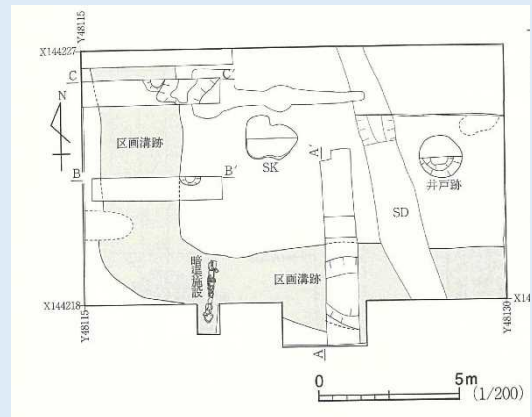 Y48115
X144227
C
C′
N
区画溝跡
B
B′
SK
A′
井戸跡
SD
暗渠施設
区画溝跡
X144218
X14
Y48115
A
Y48130
0
5m
(1/200)